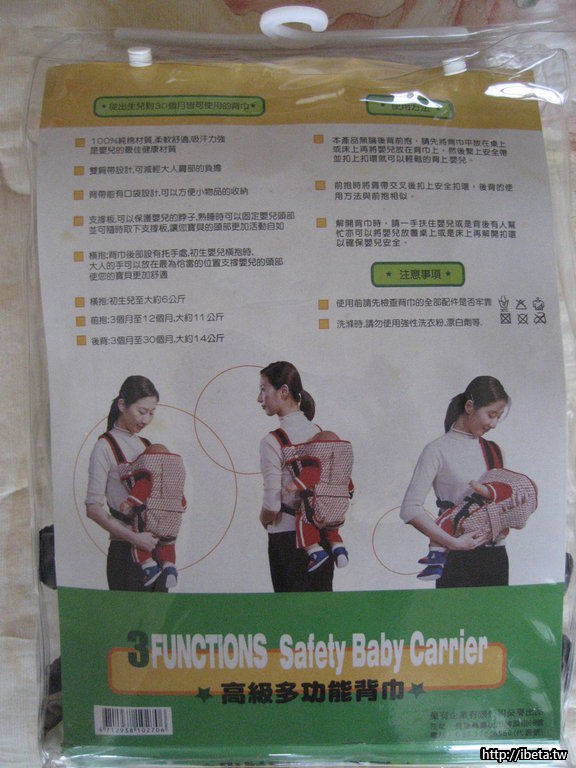 ★從出生兒到30個月皆可使用的背巾★
100%純棉材質,柔軟舒適,吸汗力強
是嬰兒的最佳健康材質
雙肩帶設計,可減輕大人肩部的負擔
背帶前有口袋設計,可以方便小物品的收納
支撐板,可以保護嬰兒的脖子,熟睡時可以固定嬰兒頭部
並可隨時取下支撐板,讓您寶貝的頭部更加活動自如
橫抱:背巾後部設有托手處,初生嬰兒橫抱時,
大人的手可以放在最為恰當的位置支撐嬰兒的頭部
使您的寶貝更加舒適
橫抱:初生兒至大約6公斤
前抱:3個月至12個月,大約11公斤
後背:3個月至30個月,大約14公斤
★使用方法
本產品無論後背前抱,請先將背巾平放在桌上
或床上再將嬰兒放在背巾上,然後繫上安全帶
並扣上扣環就可以輕鬆的背上嬰兒。
前抱時將肩帶交叉後扣上安全扣環,後背的使
用方法與前抱相似。
解開背巾時,請一手扶住嬰兒或是背後有人幫
忙亦可以將嬰兒放置桌上或是床上再解開扣環
以確保嬰兒安全.
★注意事項★
使用前請先檢查背巾的全部配件是否牢靠
洗滌時,請勿使用強性洗衣粉,漂白劑等.
3FUNCTIONS Safety Baby Carrier
★高級多功能背巾★
4712938102706
http://ibeta.tw